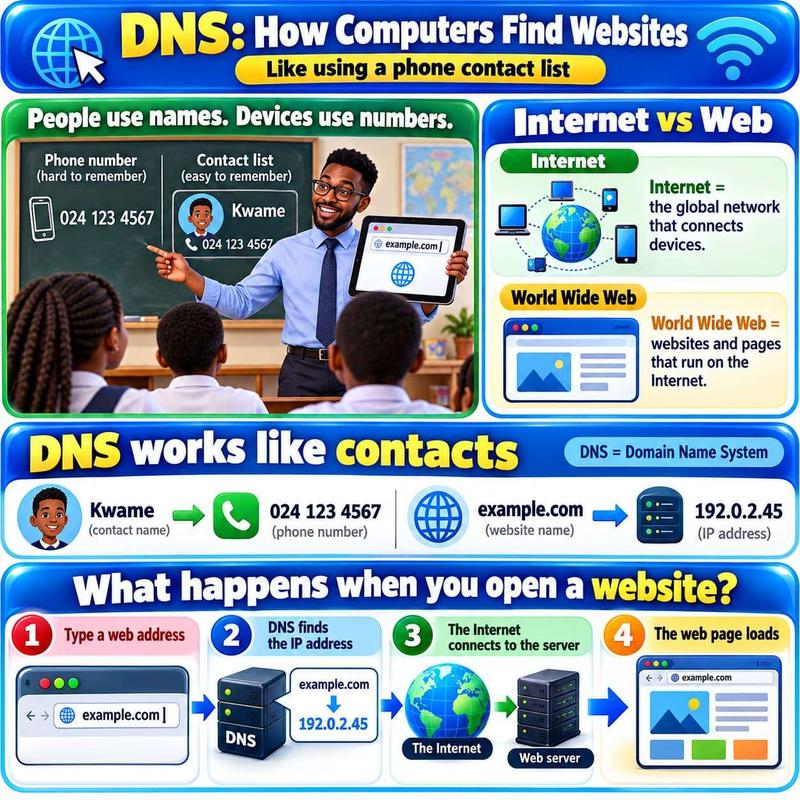 DNS: How Computers Find Websites
Like using a phone contact list
People use names. Devices use numbers.
Phone number
(hard to remember)
024 123 4567
Contact list
(easy to remember)
Kwame
024 123 4567
example.com
Internet vs Web
Internet
Internet =
the global network
that connects
devices.
World Wide Web
World Wide Web =
websites and pages
that run on the
Internet.
DNS works like contacts
DNS = Domain Name System
Kwame
(contact name)
024 123 4567
(phone number)
example.com
(website name)
192.0.2.45
(IP address)
What happens when you open a website?
1
Type a web address
example.com
2
DNS finds
the IP address
DNS
example.com
192.0.2.45
3
The Internet
connects to the server
The Internet
Web server
4
The web page loads
example.com